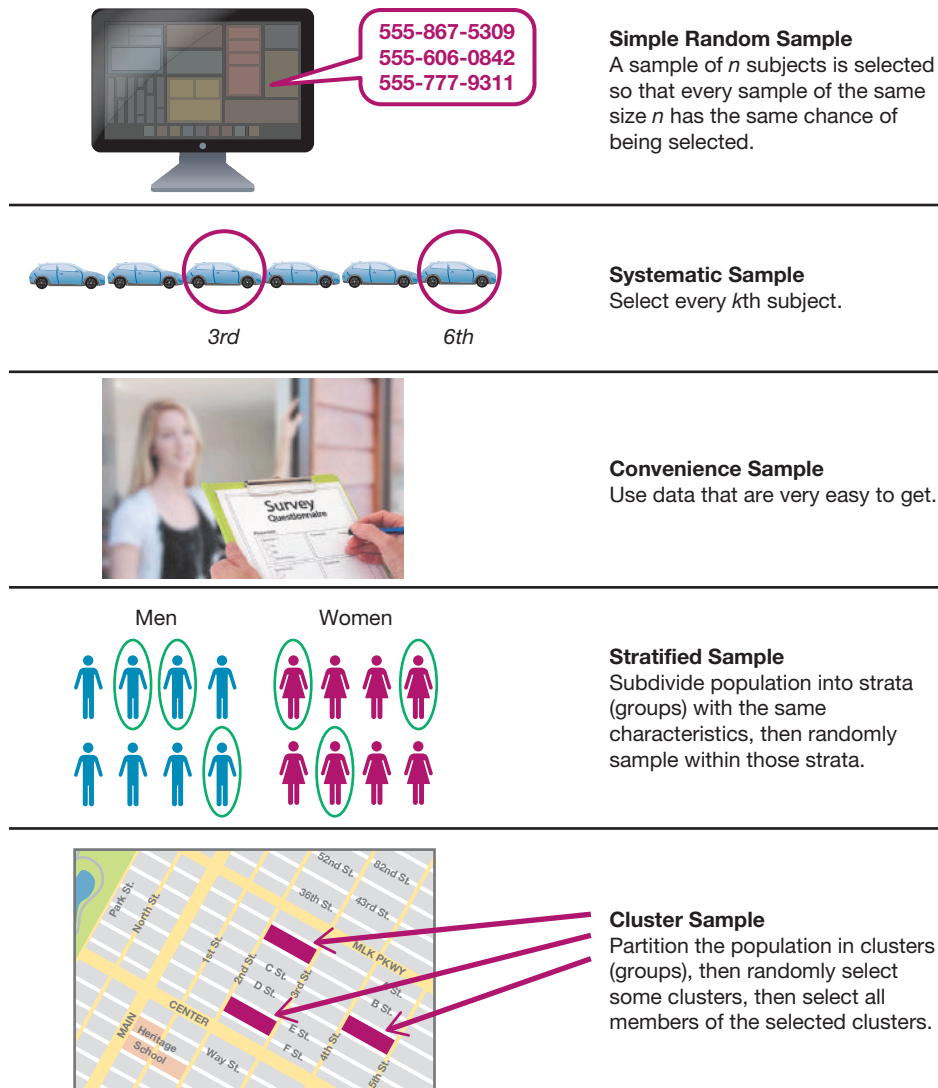 555-867-5309
555-606-0842
555-777-9311
Simple Random Sample
A sample of n subjects is selected
so that every sample of the same
size n has the same chance of
being selected.
3rd
6th
Systematic Sample
Select every kth subject.
Survey
Questionnaire
Convenience Sample
Use data that are very easy to get.
Men
Women
Stratified Sample
Subdivide population into strata
(groups) with the same
characteristics, then randomly
sample within those strata.
Park St.
North St.
1st St.
2nd St.
3rd St.
4th St.
5th St.
52nd St.
82nd St.
36th St.
43rd St.
MLK PKWY
C St.
D St.
B St.
E St.
F St.
MAIN
CENTER
Heritage
School
Way St.
Cluster Sample
Partition the population in clusters
(groups), then randomly select
some clusters, then select all
members of the selected clusters.